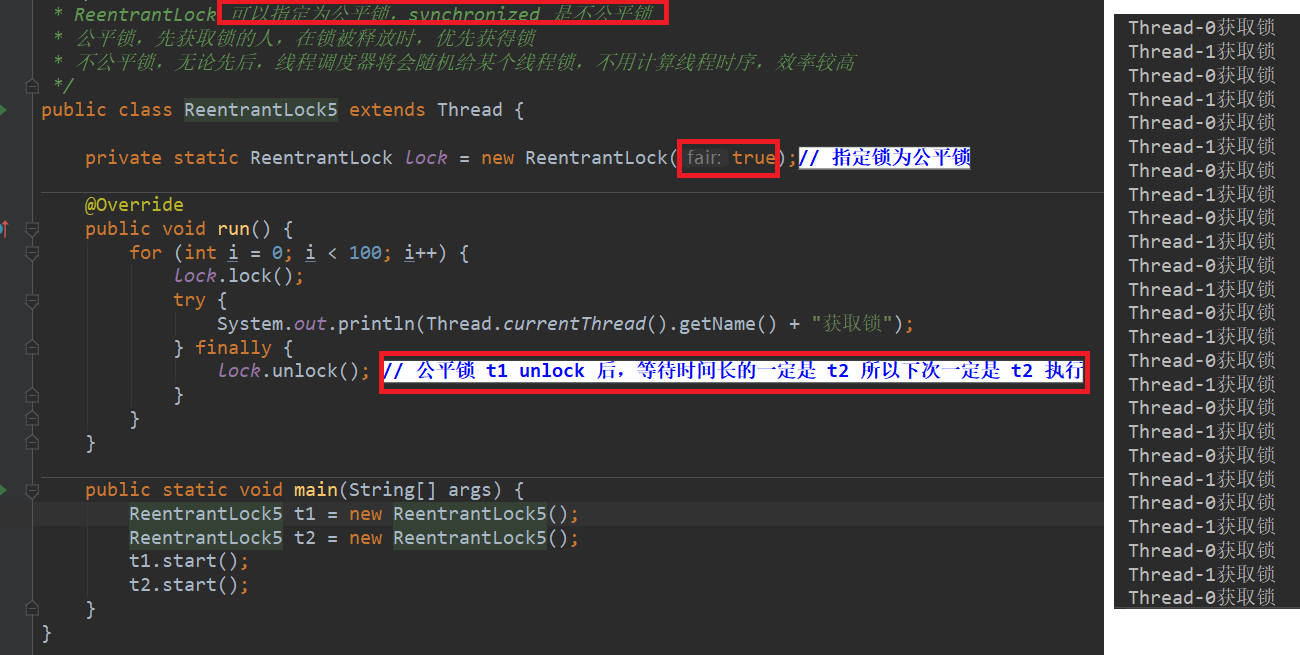 * ReentrantLock 可以指定为公平锁，synchronized 是不公平锁
* 公平锁，先获取锁的人，在锁被释放时，优先获得锁
* 不公平锁，无论先后，线程调度器将会随机给某个线程锁，不用计算线程时序，效率较高
*/
public class ReentrantLock5 extends Thread {
private static ReentrantLock lock = new ReentrantLock( fair: true);// 指定锁为公平锁
@Override
public void run() {
for (int i = 0; i < 100; i++) {
lock.lock();
try {
System.out.println(Thread.currentThread().getName() + "获取锁");
} finally {
lock.unlock(); // 公平锁 t1 unlock 后，等待时间长的一定是 t2 所以下次一定是 t2 执行
}
}
}
public static void main(String[] args) {
ReentrantLock5 t1 = new ReentrantLock5();
ReentrantLock5 t2 = new ReentrantLock5();
t1.start();
t2.start();
}
}
Thread-0获取锁
Thread-1获取锁
Thread-0获取锁
Thread-1获取锁
Thread-0获取锁
Thread-1获取锁
Thread-0获取锁
Thread-1获取锁
Thread-0获取锁
Thread-1获取锁
Thread-0获取锁
Thread-1获取锁
Thread-0获取锁
Thread-1获取锁
Thread-0获取锁
Thread-1获取锁
Thread-0获取锁
Thread-1获取锁
Thread-0获取锁
Thread-1获取锁
Thread-0获取锁
Thread-1获取锁
Thread-0获取锁
Thread-1获取锁
Thread-0获取锁